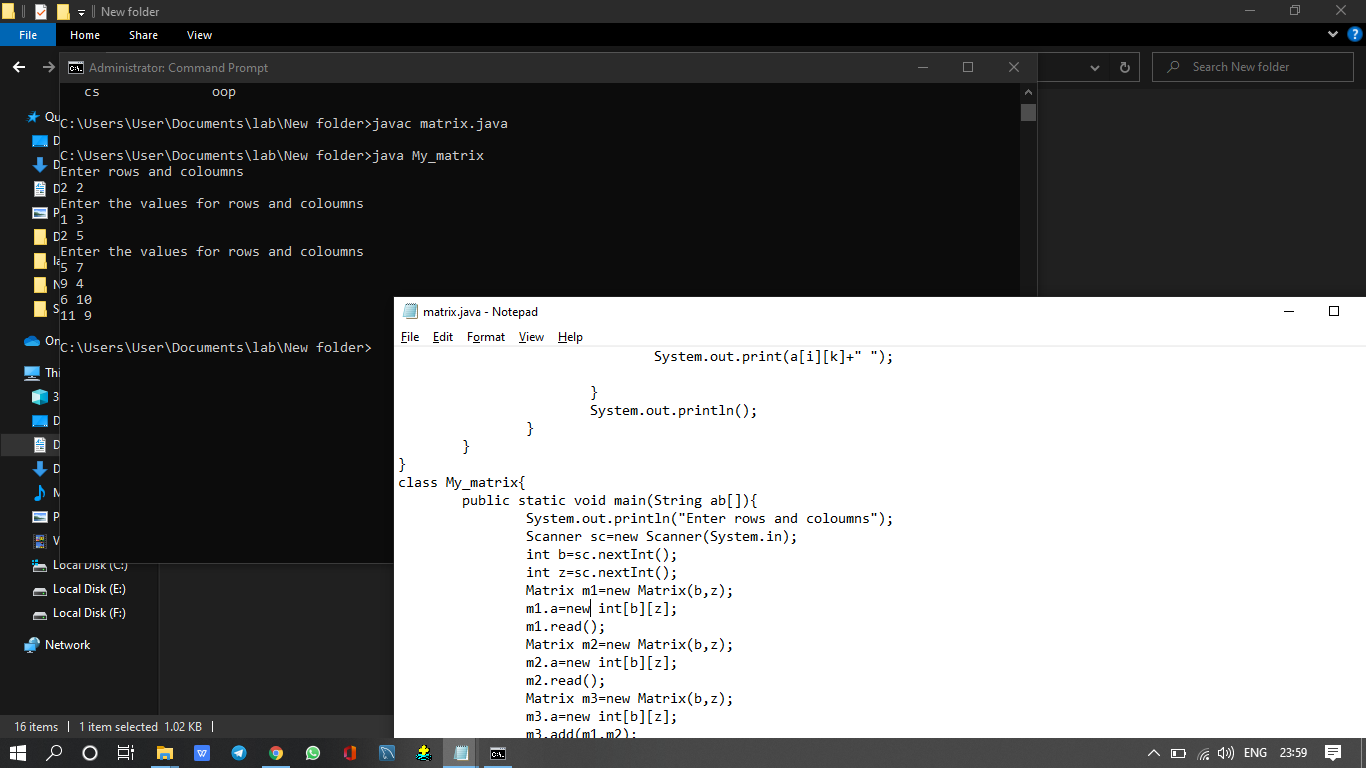 New folder
File Home Share View
Administrator: Command Prompt
Search New folder
cs oop
C:\Users\User\Documents\lab\New folder>javac matrix.java
C:\Users\User\Documents\lab\New folder>java My_matrix
Enter rows and coloumns
2 2
Enter the values for rows and coloumns
1 3
2 5
Enter the values for rows and coloumns
5 7
9 4
6 10
11 9
C:\Users\User\Documents\lab\New folder>
matrix.java - Notepad
File Edit Format View Help
System.out.print(a[i][k]+" ");
}
System.out.println();
}
}
}
class My_matrix{
public static void main(String ab[]){
System.out.println("Enter rows and coloumns");
Scanner sc=new Scanner(System.in);
int b=sc.nextInt();
int z=sc.nextInt();
Matrix m1=new Matrix(b,z);
m1.a=new int[b][z];
m1.read();
Matrix m2=new Matrix(b,z);
m2.a=new int[b][z];
m2.read();
Matrix m3=new Matrix(b,z);
m3.a=new int[b][z];
m3.add(m1,m2);
Local Disk (C:)
Local Disk (E:)
Local Disk (F:)
Network
16 items 1 item selected 1.02 KB
ENG 23:59